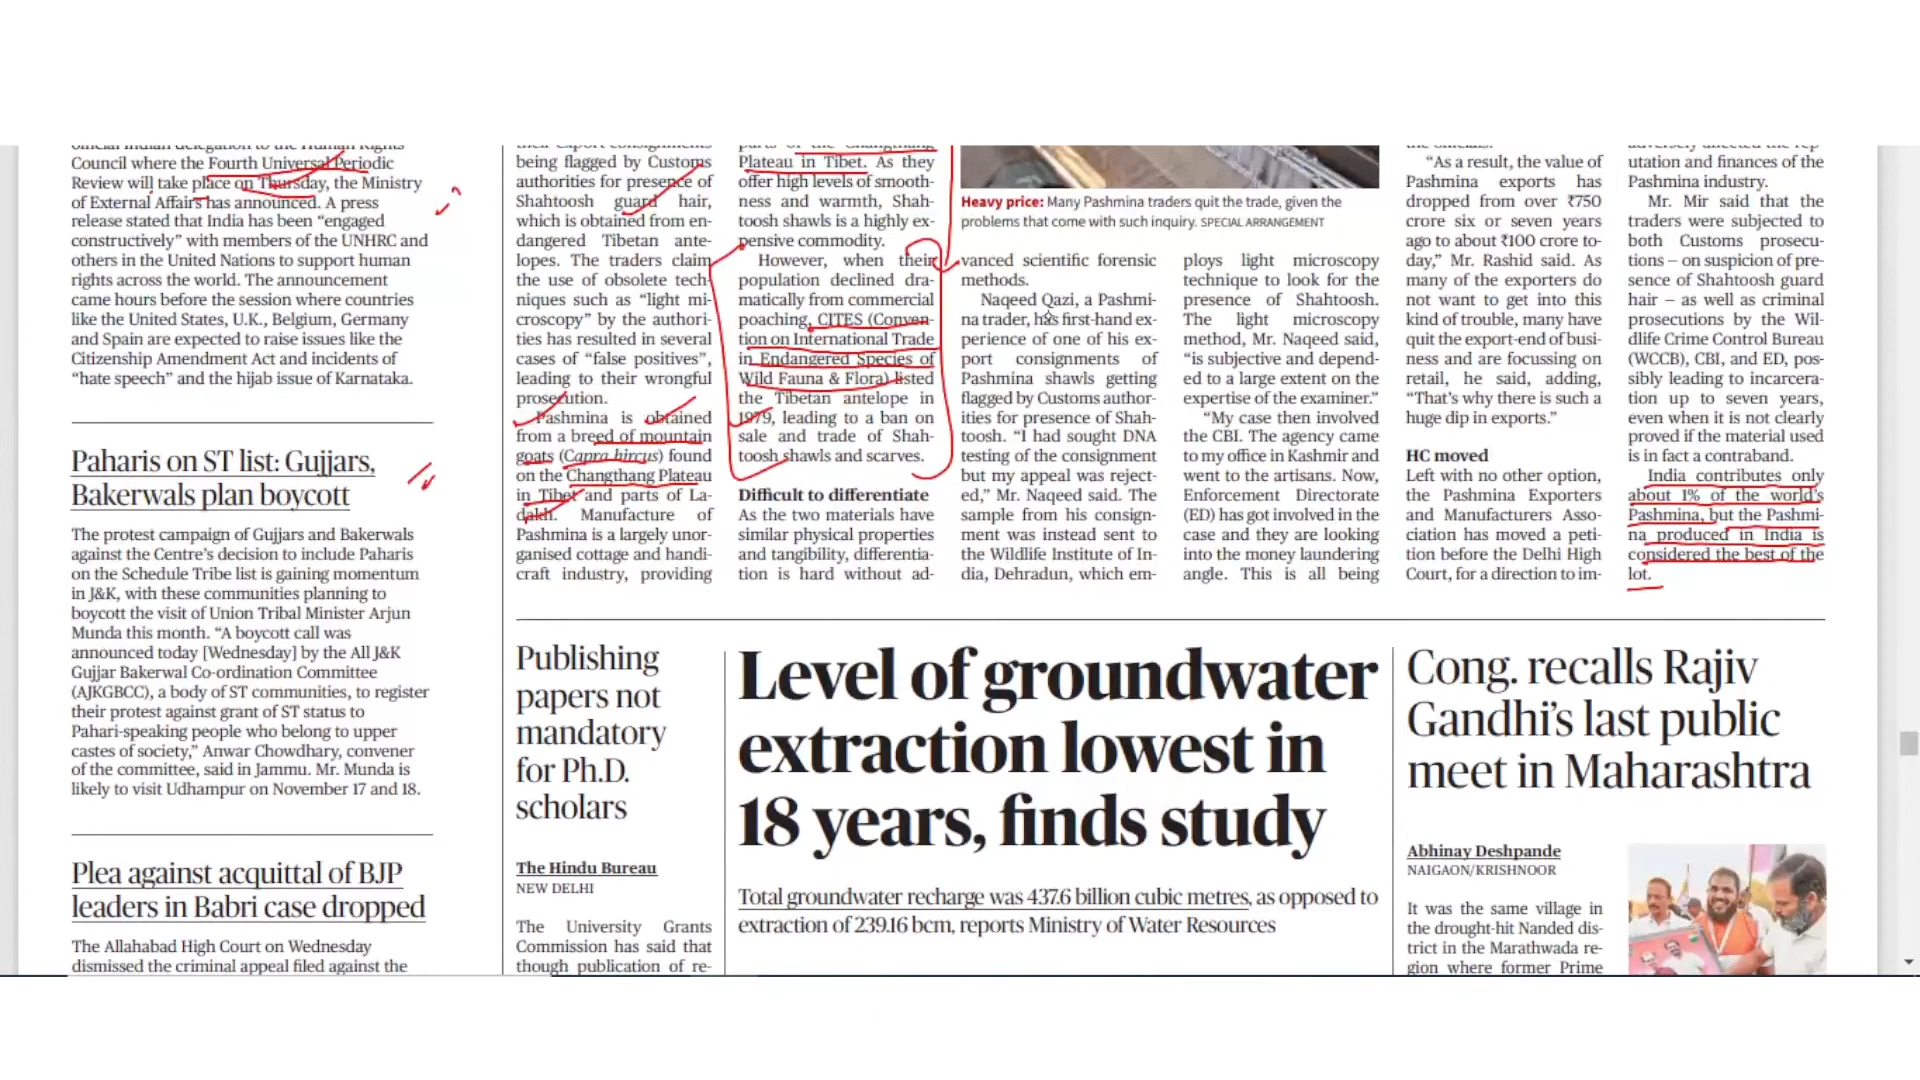 official Indian delegation to the Human Rights
Council where the Fourth Universal Periodic
Review will take place on Thursday, the Ministry
of External Affairs has announced. A press
release stated that India has been “engaged
constructively” with members of the UNHRC and
others in the United Nations to support human
rights across the world. The announcement
came hours before the session where countries
like the United States, U.K., Belgium, Germany
and Spain are expected to raise issues like the
Citizenship Amendment Act and incidents of
“hate speech” and the hijab issue of Karnataka.
Paharis on ST list: Gujjars,
Bakerwals plan boycott
The protest campaign of Gujjars and Bakerwals
against the Centre’s decision to include Paharis
on the Schedule Tribe list is gaining momentum
in J&K, with these communities planning to
boycott the visit of Union Tribal Minister Arjun
Munda this month. “A boycott call was
announced today [Wednesday] by the All J&K
Gujjar Bakerwal Co-ordination Committee
(AJKGBCC), a body of ST communities, to register
their protest against grant of ST status to
Pahari-speaking people who belong to upper
castes of society,” Anwar Chowdhary, convener
of the committee, said in Jammu. Mr. Munda is
likely to visit Udhampur on November 17 and 18.
Plea against acquittal of BJP
leaders in Babri case dropped
The Allahabad High Court on Wednesday
dismissed the criminal appeal filed against the
their export consignments
being flagged by Customs
authorities for presence of
Shahtoosh guard hair,
which is obtained from en-
dangered Tibetan ante-
lopes. The traders claim
the use of obsolete tech-
niques such as “light mi-
croscopy” by the authori-
ties has resulted in several
cases of “false positives”,
leading to their wrongful
prosecution.
Pashmina is obtained
from a breed of mountain
goats (Capra hircus) found
on the Changthang Plateau
in Tibet and parts of La-
dakh. Manufacture of
Pashmina is a largely unor-
ganised cottage and handi-
craft industry, providing
parts of the Changthang
Plateau in Tibet. As they
offer high levels of smooth-
ness and warmth, Shah-
toosh shawls is a highly ex-
pensive commodity.
However, when their
population declined dra-
matically from commercial
poaching, CITES (Conven-
tion on International Trade
in Endangered Species of
Wild Fauna & Flora) listed
the Tibetan antelope in
1979, leading to a ban on
sale and trade of Shah-
toosh shawls and scarves.
Difficult to differentiate
As the two materials have
similar physical properties
and tangibility, differentia-
tion is hard without ad-
Heavy price: Many Pashmina traders quit the trade, given the
problems that come with such inquiry. SPECIAL ARRANGEMENT
vanced scientific forensic
methods.
Naqeed Qazi, a Pashmi-
na trader, has first-hand ex-
perience of one of his ex-
port consignments of
Pashmina shawls getting
flagged by Customs author-
ities for presence of Shah-
toosh. “I had sought DNA
testing of the consignment
but my appeal was reject-
ed,” Mr. Naqeed said. The
sample from his consign-
ment was instead sent to
the Wildlife Institute of In-
dia, Dehradun, which em-
ploys light microscopy
technique to look for the
presence of Shahtoosh.
The light microscopy
method, Mr. Naqeed said,
“is subjective and depend-
ed to a large extent on the
expertise of the examiner.”
“My case then involved
the CBI. The agency came
to my office in Kashmir and
went to the artisans. Now,
Enforcement Directorate
(ED) has got involved in the
case and they are looking
into the money laundering
angle. This is all being
“As a result, the value of
Pashmina exports has
dropped from over ₹750
crore six or seven years
ago to about ₹100 crore to-
day,” Mr. Rashid said. As
many of the exporters do
not want to get into this
kind of trouble, many have
quit the export-end of busi-
ness and are focussing on
retail, he said, adding,
“That’s why there is such a
huge dip in exports.”
HC moved
Left with no other option,
the Pashmina Exporters
and Manufacturers Asso-
ciation has moved a peti-
tion before the Delhi High
Court, for a direction to im-
adversely affected the rep-
utation and finances of the
Pashmina industry.
Mr. Mir said that the
traders were subjected to
both Customs prosecu-
tions – on suspicion of pre-
sence of Shahtoosh guard
hair – as well as criminal
prosecutions by the Wil-
dlife Crime Control Bureau
(WCCB), CBI, and ED, pos-
sibly leading to incarcera-
tion up to seven years,
even when it is not clearly
proved if the material used
is in fact a contraband.
India contributes only
about 1% of the world’s
Pashmina, but the Pashmi-
na produced in India is
considered the best of the
lot.
Publishing
papers not
mandatory
for Ph.D.
scholars
The Hindu Bureau
NEW DELHI
The University Grants
Commission has said that
though publication of re-
Level of groundwater
extraction lowest in
18 years, finds study
Total groundwater recharge was 437.6 billion cubic metres, as opposed to
extraction of 239.16 bcm, reports Ministry of Water Resources
Cong. recalls Rajiv
Gandhi’s last public
meet in Maharashtra
Abhinay Deshpande
NAIGAON/KRISHNOOR
It was the same village in
the drought-hit Nanded dis-
trict in the Marathwada re-
gion where former Prime